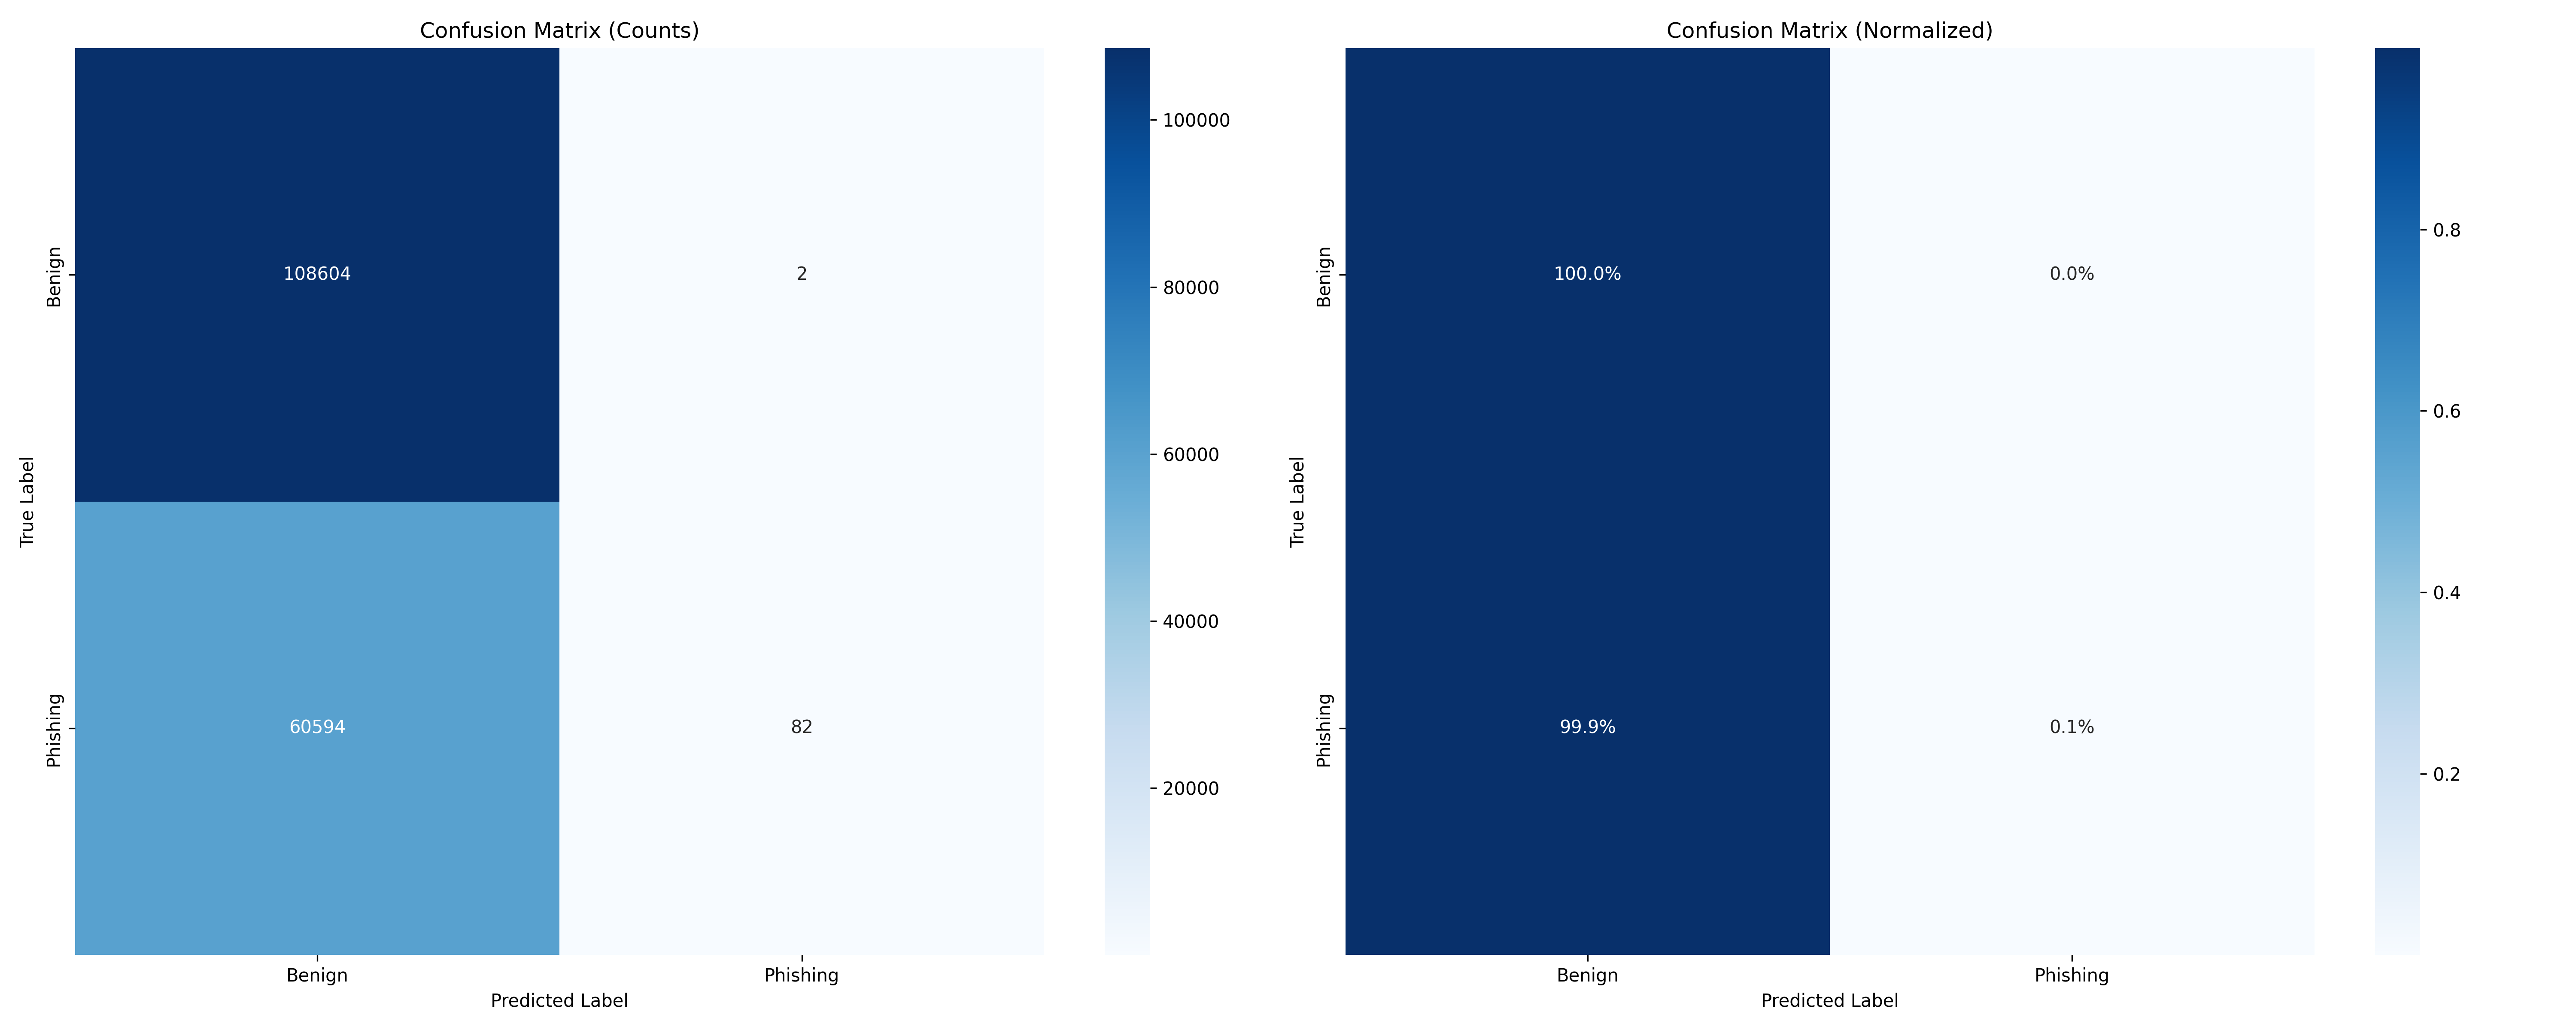 Confusion Matrix (Counts)
Confusion Matrix (Normalized)
True Label
Benign
Phishing
108604
2
60594
82
Benign
Phishing
Predicted Label
100000
80000
60000
40000
20000
True Label
Benign
Phishing
100.0%
0.0%
99.9%
0.1%
Benign
Phishing
Predicted Label
0.8
0.6
0.4
0.2